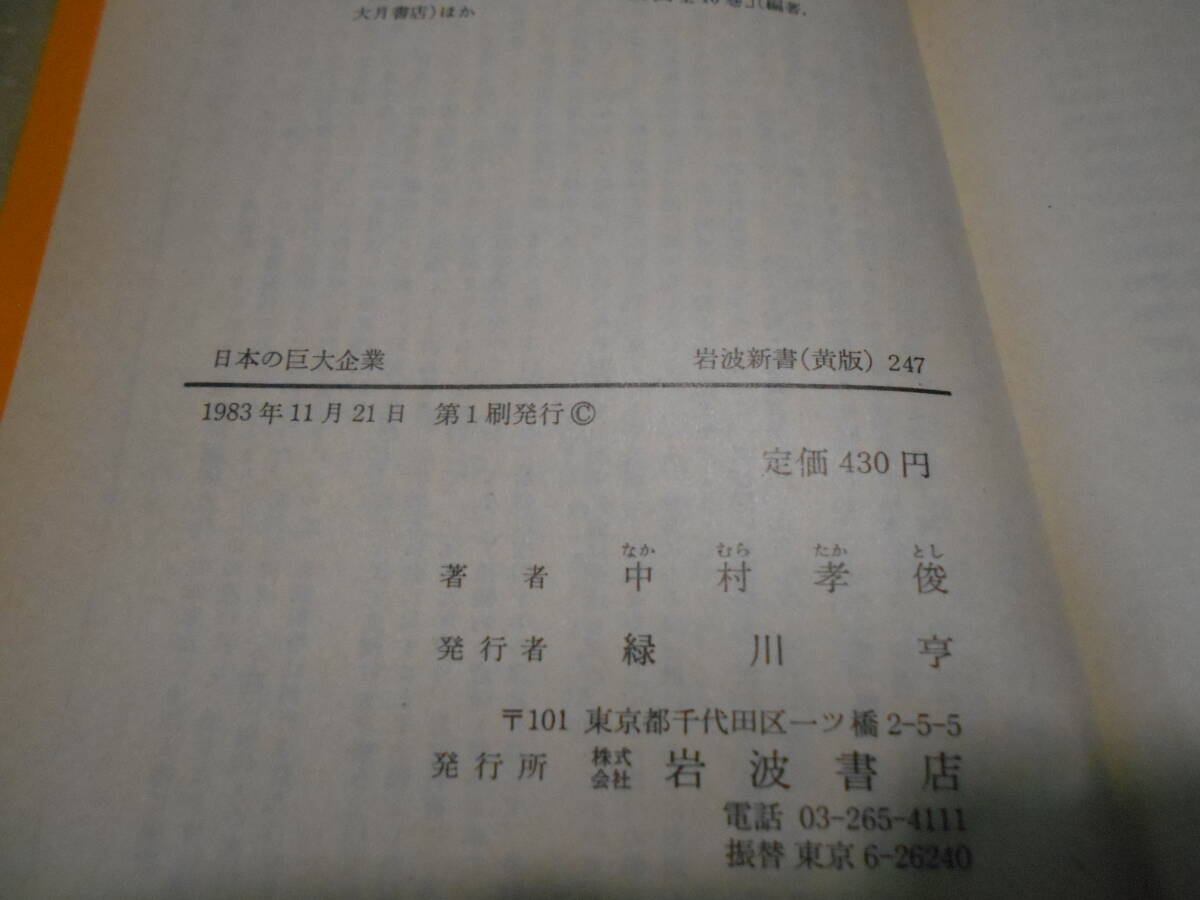 巻』(編著,
大月書店)ほか
日本の巨大企業 岩波新書(黄版) 247
1983年11月21日 第1刷発行 ©
定価 430 円
なか むら たか とし
著者 中村孝俊
発行者 緑川亨
〒101 東京都千代田区一ツ橋 2-5-5
発行所 株式会社 岩波書店
電話 03-265-4111
振替 東京 6-26240